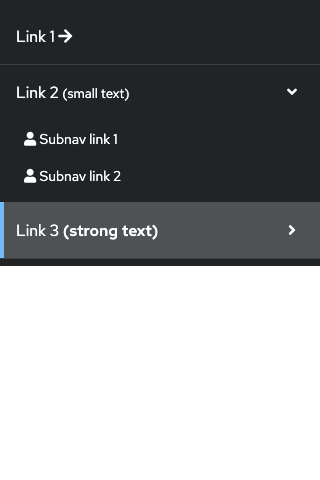 Link 1
Link 2 (small text)
Subnav link 1
Subnav link 2
Link 3 (strong text)